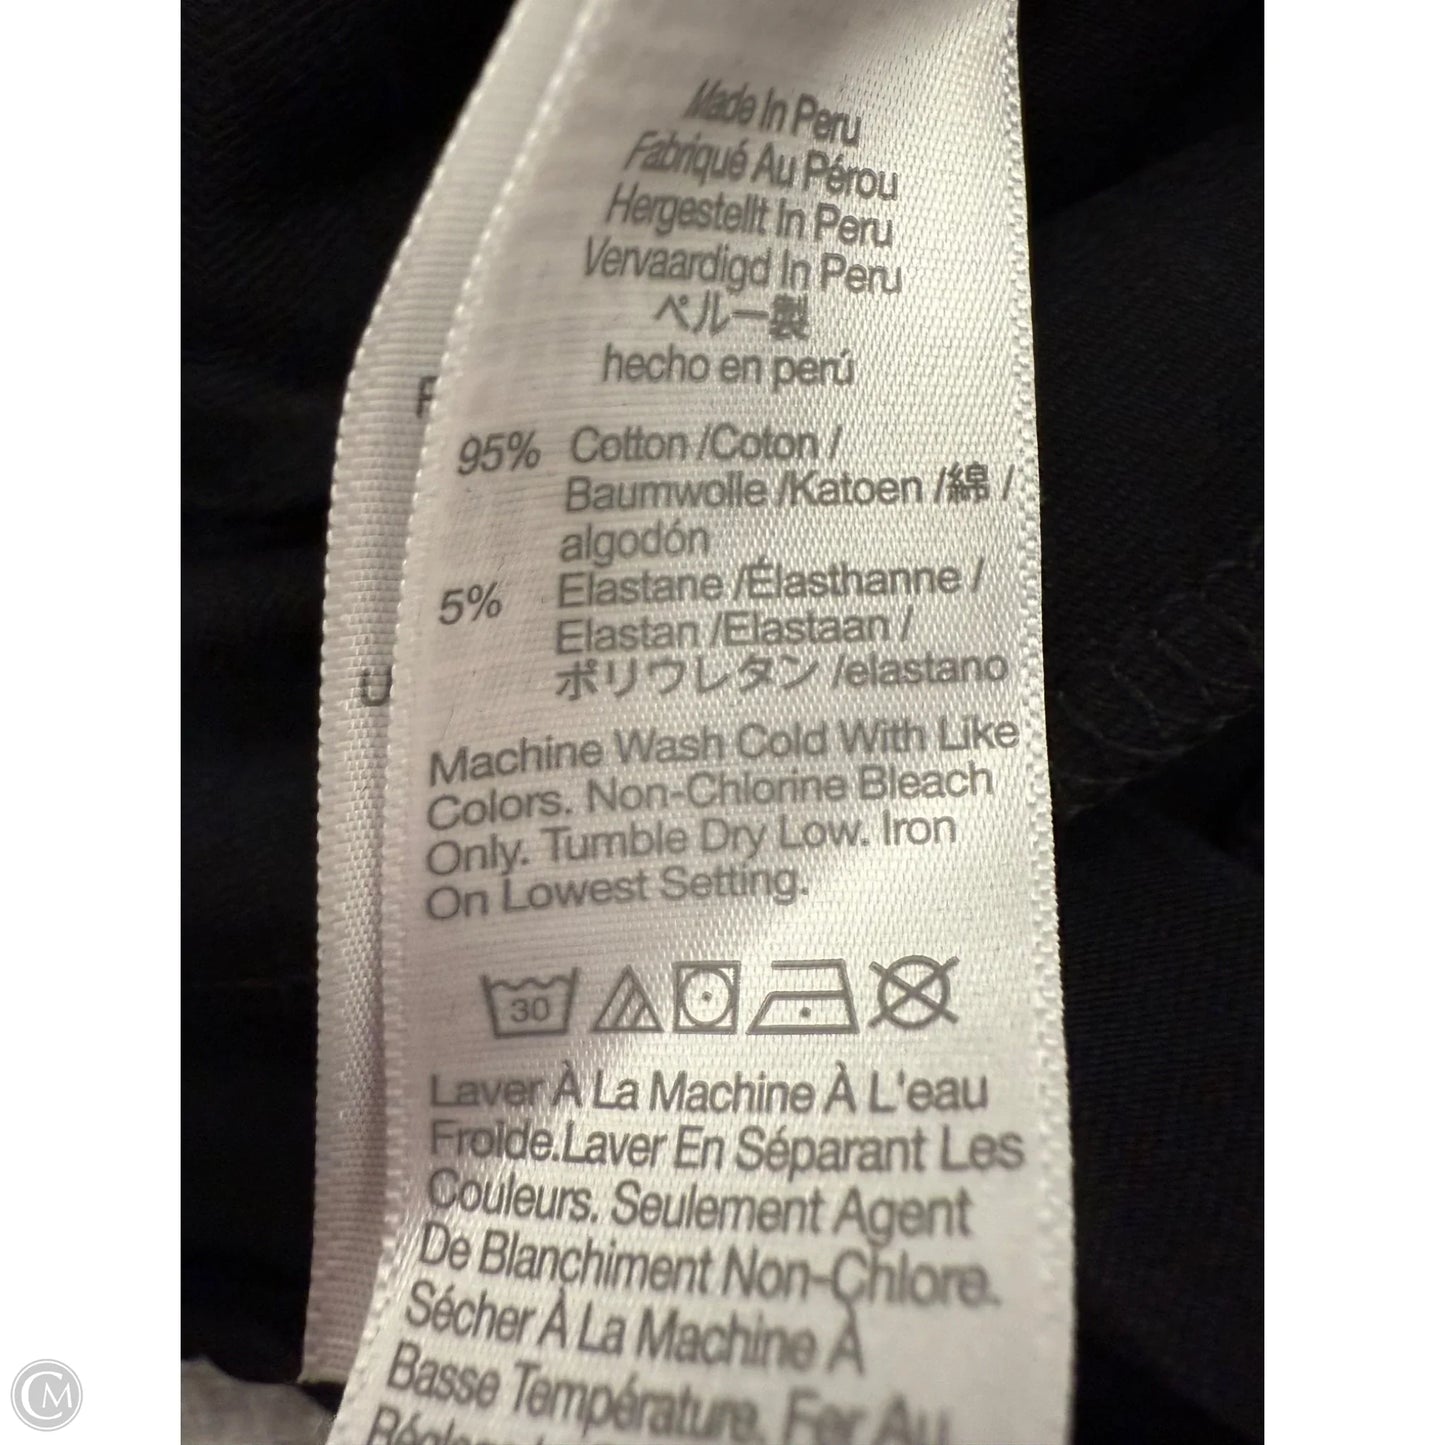 Made In Peru
Fabriqué Au Pérou
Hergestellt In Peru
Vervaardigd In Peru
ペルー製
hecho en perú
95% Cotton /Coton /
Baumwolle /Katoen /綿 /
algodón
5% Elastane /Élasthanne /
Elastan /Elastaan /
ポリウレタン /elastano
Machine Wash Cold With Like
Colors. Non-Chlorine Bleach
Only. Tumble Dry Low. Iron
On Lowest Setting.
30
Laver À La Machine À L'eau
Froide.Laver En Séparant Les
Couleurs. Seulement Agent
De Blanchiment Non-Chlore.
Sécher À La Machine À
Basse Température. Fer Au
U
CM